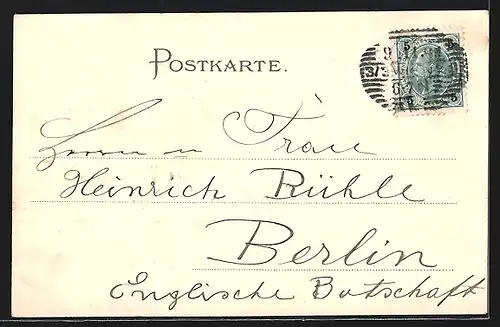 POSTKARTE.
Herrn u Frau
Heinrich Rühle
Berlin
Englische Botschaft